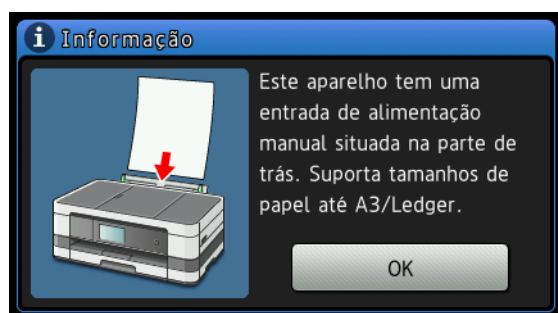 Informação
Este aparelho tem uma
entrada de alimentação
manual situada na parte de
trás. Suporta tamanhos de
papel até A3/Ledger.
OK